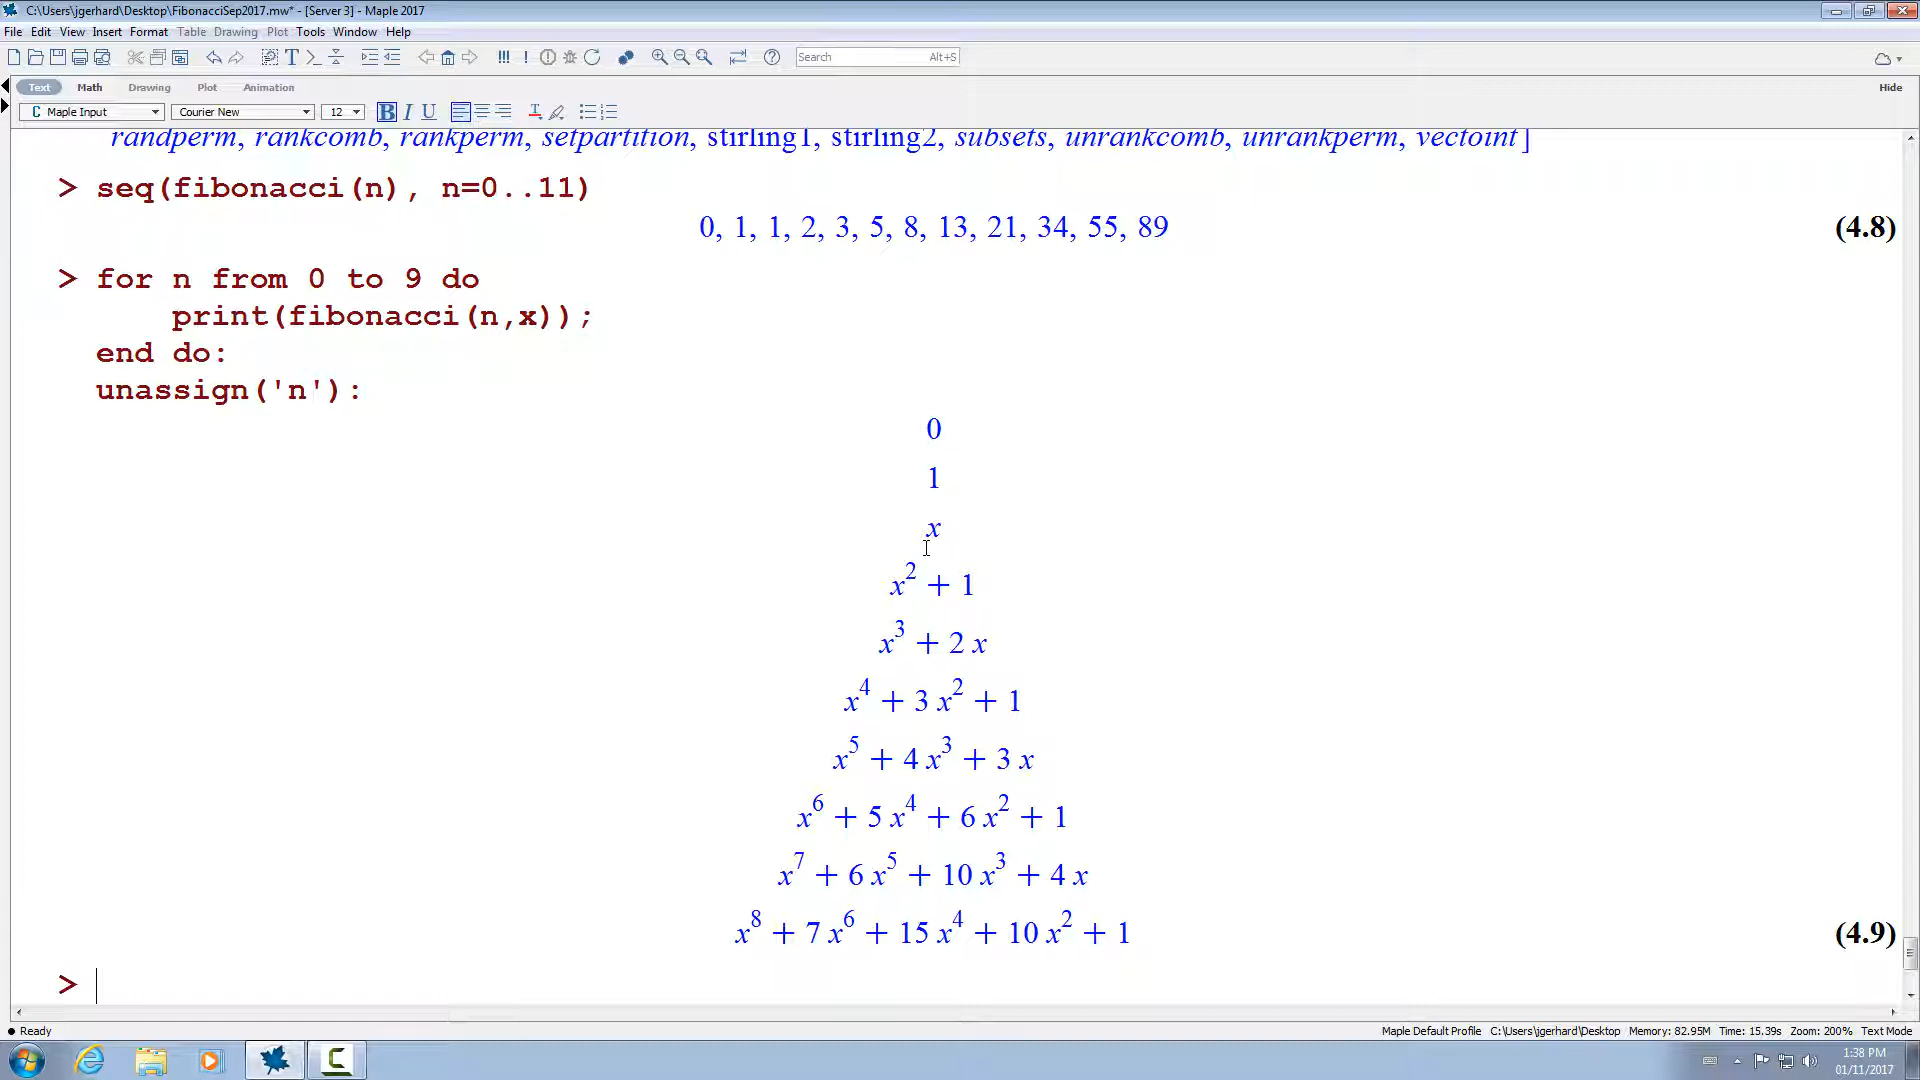 C:\Users\jgerhard\Desktop\FibonacciSep2017.mw* - [Server 3] - Maple 2017
File Edit View Insert Format Table Drawing Plot Tools Window Help
Search Alt+S
Text Math Drawing Plot Animation Hide
C Maple Input Courier New 12 B I U
randperm, rankcomb, rankperm, setpartition, stirling1, stirling2, subsets, unrankcomb, unrankperm, vectoint]
> seq(fibonacci(n), n=0..11)
0, 1, 1, 2, 3, 5, 8, 13, 21, 34, 55, 89 (4.8)
> for n from 0 to 9 do
print(fibonacci(n,x));
end do:
unassign('n'):
0
1
x
x^2 + 1
x^3 + 2 x
x^4 + 3 x^2 + 1
x^5 + 4 x^3 + 3 x
x^6 + 5 x^4 + 6 x^2 + 1
x^7 + 6 x^5 + 10 x^3 + 4 x
x^8 + 7 x^6 + 15 x^4 + 10 x^2 + 1 (4.9)
>
Ready Maple Default Profile C:\Users\jgerhard\Desktop Memory: 82.95M Time: 15.39s Zoom: 200% Text Mode
1:38 PM
01/11/2017